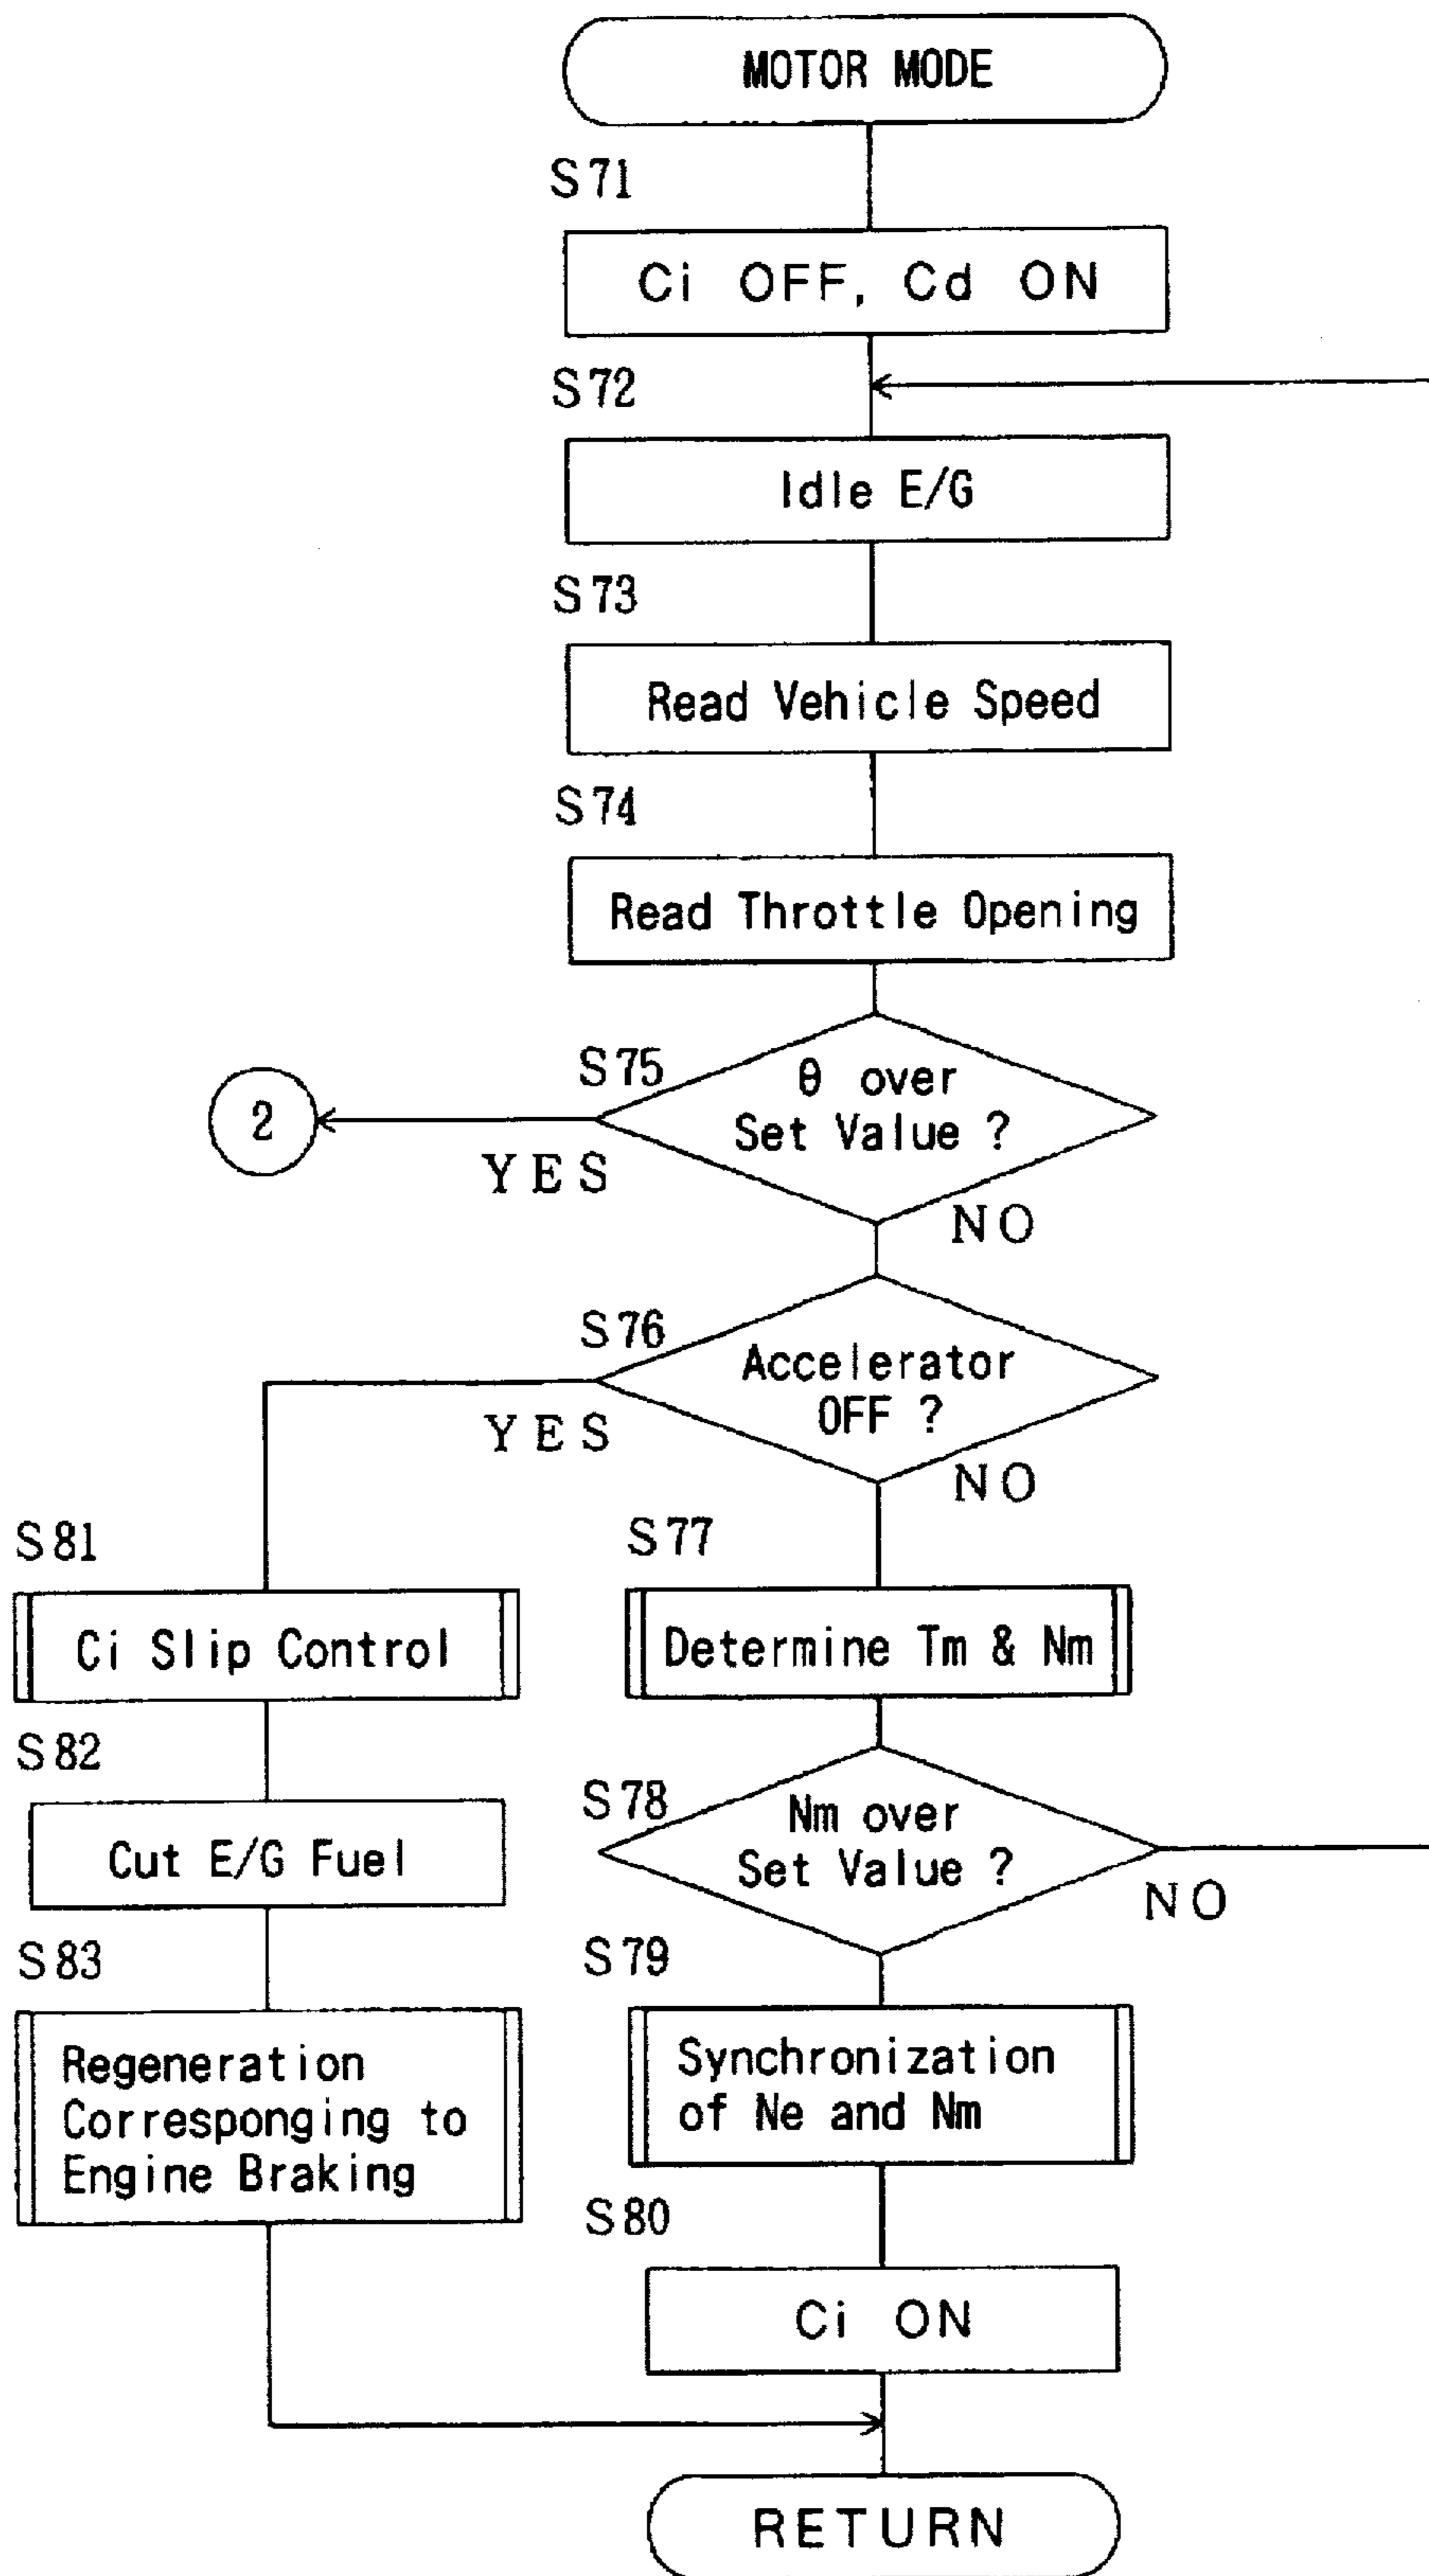 MOTOR MODE
S71
Ci OFF, Cd ON
S72
Idle E/G
S73
Read Vehicle Speed
S74
Read Throttle Opening
S75
θ over
Set Value ?
2
YES
NO
S76
Accelerator
OFF ?
YES
NO
S81
Ci Slip Control
S82
Cut E/G Fuel
S83
Regeneration
Corresponging to
Engine Braking
S77
Determine Tm & Nm
S78
Nm over
Set Value ?
NO
S79
Synchronization
of Ne and Nm
S80
Ci ON
RETURN